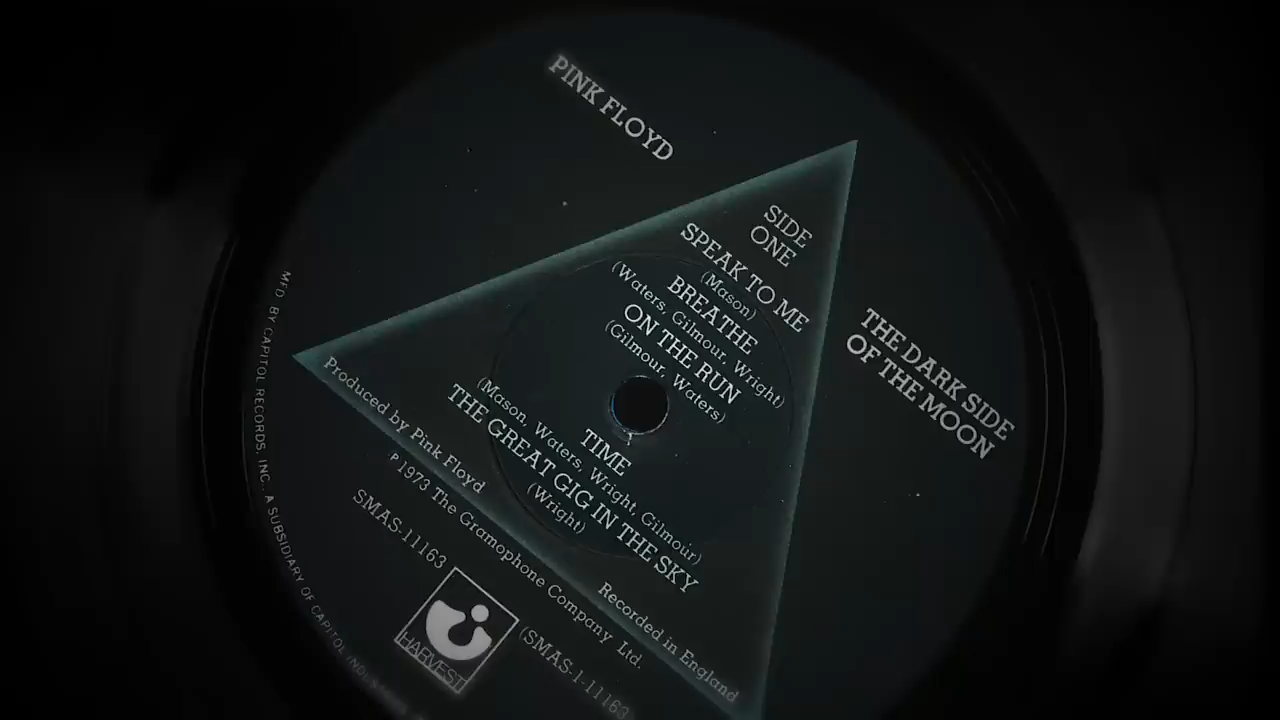 PINK FLOYD
THE DARK SIDE
OF THE MOON
SIDE
ONE
SPEAK TO ME
(Mason)
BREATHE
(Waters, Gilmour, Wright)
ON THE RUN
(Gilmour, Waters)
TIME
(Mason, Waters, Wright, Gilmour)
THE GREAT GIG IN THE SKY
(Wright)
Produced by Pink Floyd
Recorded in England
℗ 1973 The Gramophone Company Ltd.
SMAS.11163
(SMAS-1-11163)
HARVEST
MFD BY CAPITOL RECORDS, INC., A SUBSIDIARY OF CAPITOL